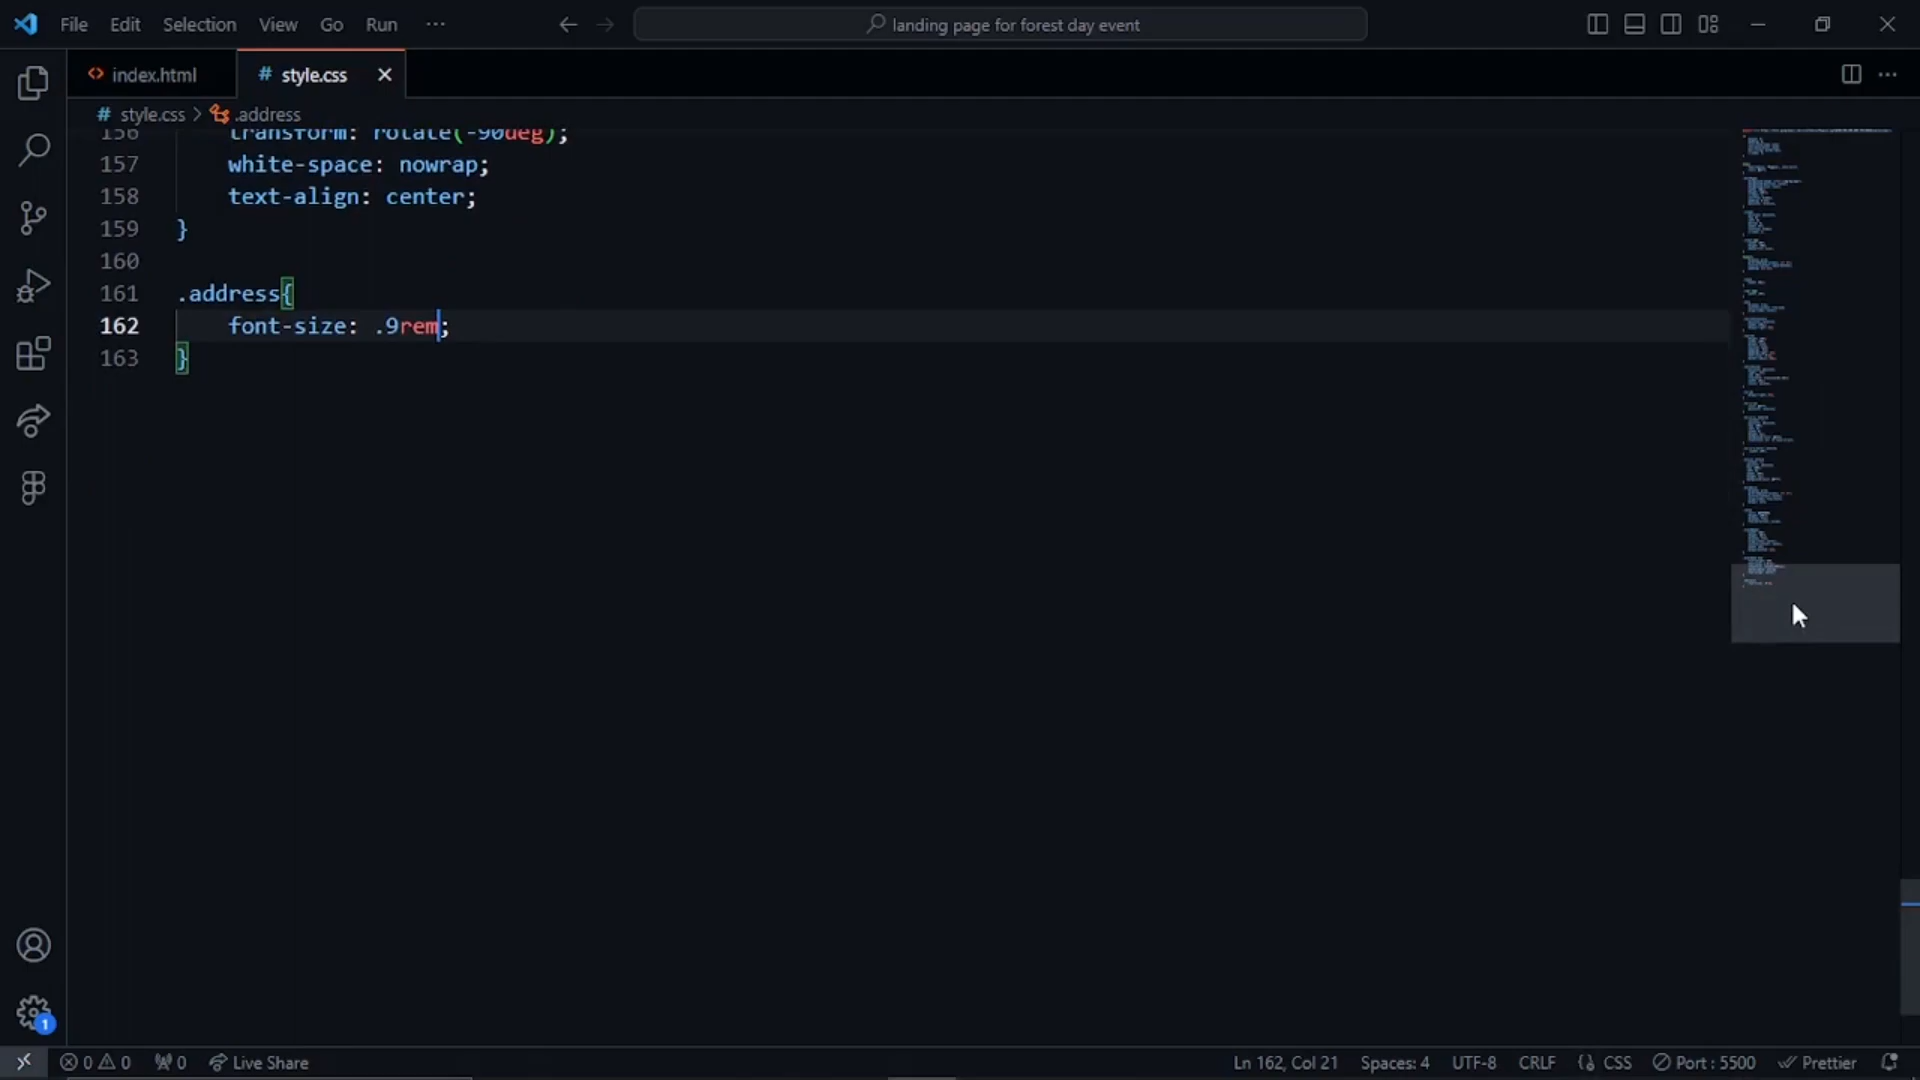 File Edit Selection View Go Run ···
landing page for forest day event
index.html
# style.css
# style.css > .address
156 transform: rotate(-90deg);
157 white-space: nowrap;
158 text-align: center;
159 }
160
161 .address{
162 font-size: .9rem;
163 }
1
0 0 0 Live Share
Ln 162, Col 21 Spaces: 4 UTF-8 CRLF {} CSS Port : 5500 Prettier